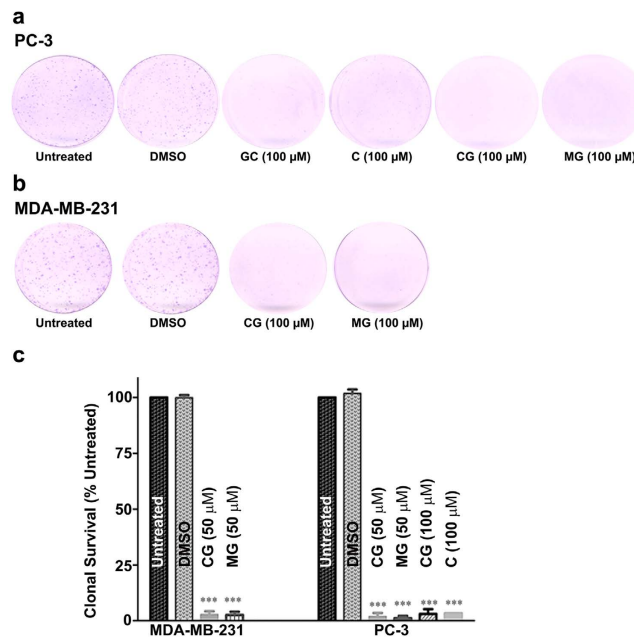 a
PC-3
Untreated DMSO GC (100 µM) C (100 µM) CG (100 µM) MG (100 µM)
b
MDA-MB-231
Untreated DMSO CG (100 µM) MG (100 µM)
c
Clonal Survival (% Untreated)
100
75
50
25
0
Untreated
DMSO
CG (50 µM)
MG (50 µM)
*** ***
Untreated
DMSO
CG (50 µM)
MG (50 µM)
CG (100 µM)
C (100 µM)
*** *** *** ***
MDA-MB-231 PC-3